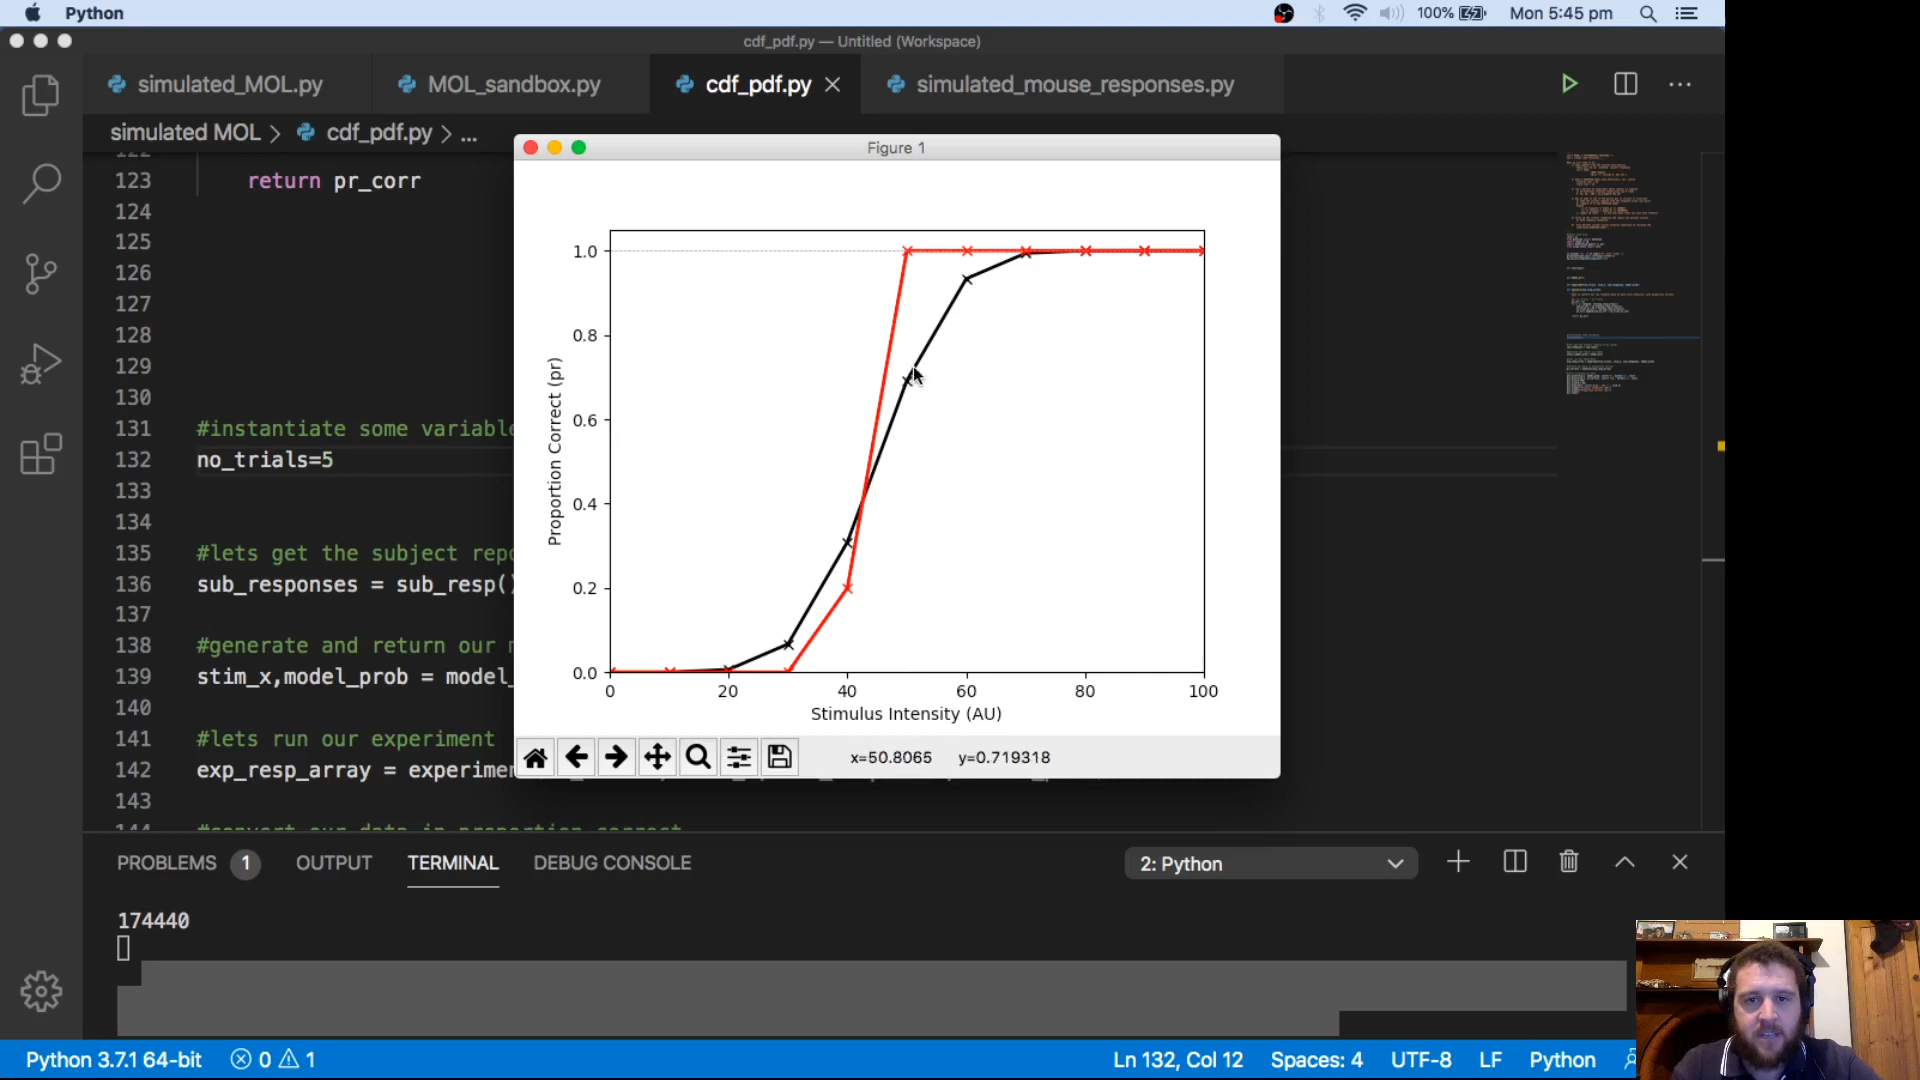 Python
100%
Mon 5:45 pm
cdf_pdf.py — Untitled (Workspace)
simulated_MOL.py
MOL_sandbox.py
cdf_pdf.py
simulated_mouse_responses.py
simulated MOL > cdf_pdf.py > ...
123 return pr_corr
124
125
126
127
128
129
130
131 #instantiate some variable
132 no_trials=5
133
134
135 #lets get the subject repo
136 sub_responses = sub_resp()
137
138 #generate and return our
139 stim_x,model_prob = model_
140
141 #lets run our experiment
142 exp_resp_array = experime
143
Figure 1
1.0
0.8
0.6
0.4
0.2
0.0
Proportion Correct (pr)
0 20 40 60 80 100
Stimulus Intensity (AU)
x=50.8065 y=0.719318
PROBLEMS 1 OUTPUT TERMINAL DEBUG CONSOLE
2: Python
174440
Python 3.7.1 64-bit
0 1
Ln 132, Col 12
Spaces: 4
UTF-8
LF
Python